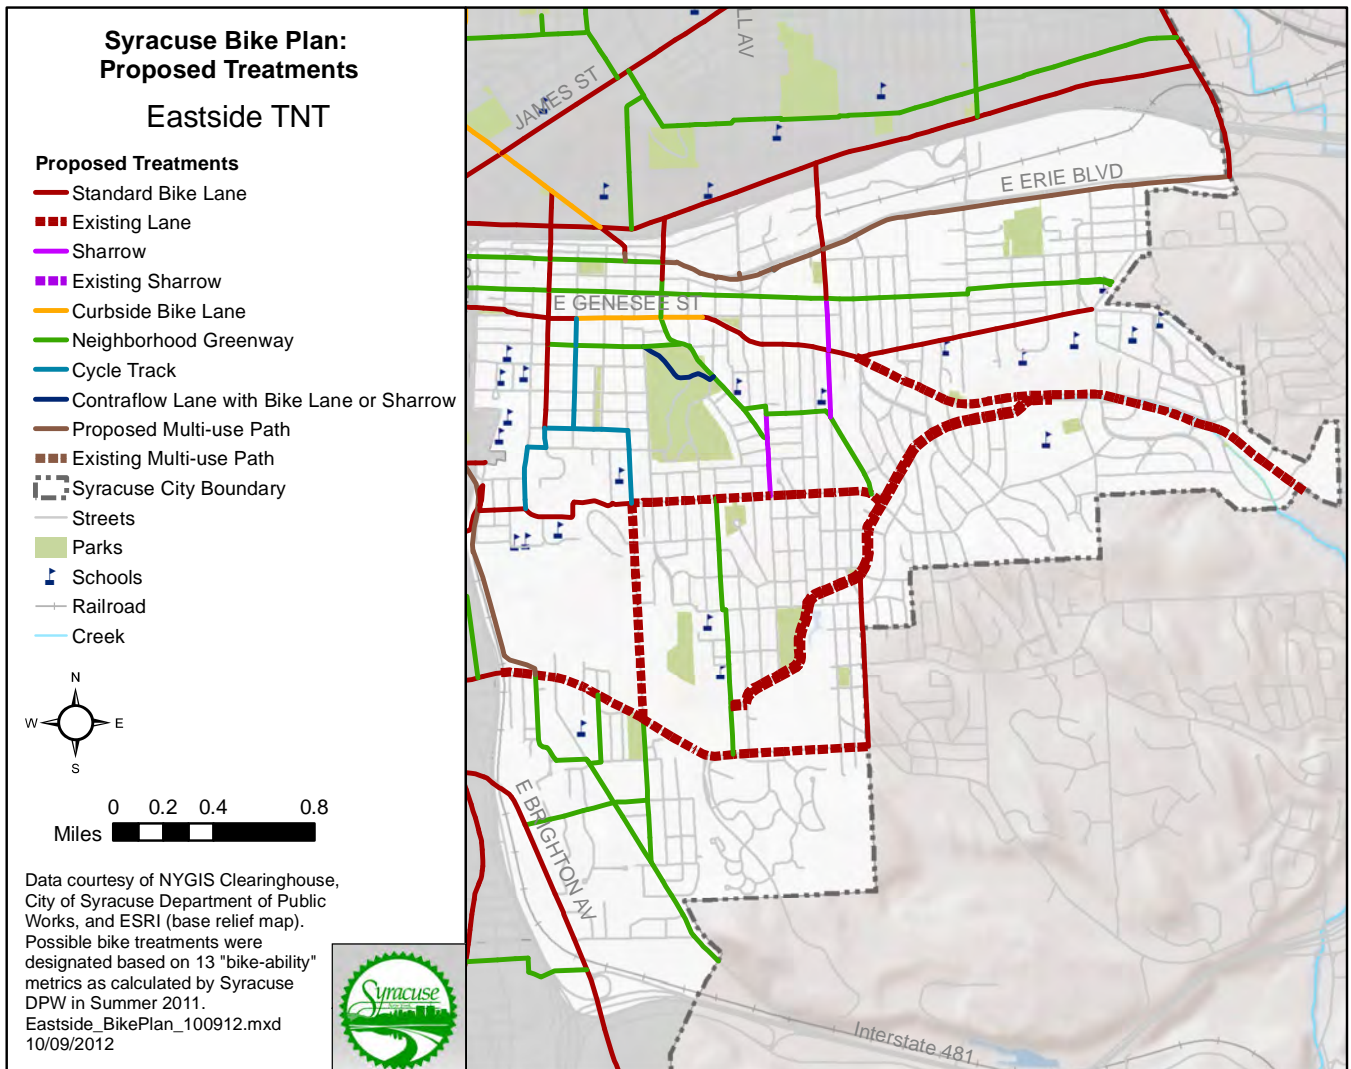 Syracuse Bike Plan:
Proposed Treatments
Eastside TNT
Proposed Treatments
Standard Bike Lane
Existing Lane
Sharrow
Existing Sharrow
Curbside Bike Lane
Neighborhood Greenway
Cycle Track
Contraflow Lane with Bike Lane or Sharrow
Proposed Multi-use Path
Existing Multi-use Path
Syracuse City Boundary
Streets
Parks
Schools
Railroad
Creek
N
W E
S
0 0.2 0.4 0.8
Miles
Data courtesy of NYGIS Clearinghouse,
City of Syracuse Department of Public
Works, and ESRI (base relief map).
Possible bike treatments were
designated based on 13 "bike-ability"
metrics as calculated by Syracuse
DPW in Summer 2011.
Eastside_BikePlan_100912.mxd
10/09/2012
Syracuse
JAMES ST
LL AV
E ERIE BLVD
E GENESEE ST
E BRIGHTON AV
Interstate 481